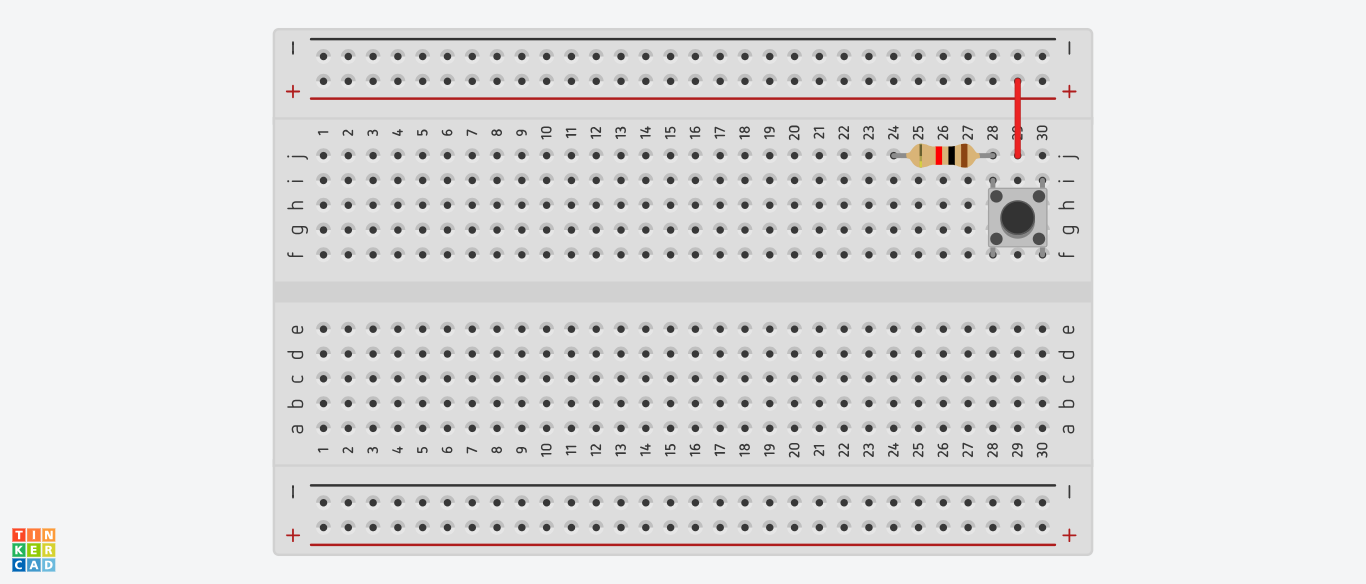 − −
+ +
1 2 3 4 5 6 7 8 9 10 11 12 13 14 15 16 17 18 19 20 21 22 23 24 25 26 27 28 29 30
j j
i i
h h
g g
f f
e e
d d
c c
b b
a a
1 2 3 4 5 6 7 8 9 10 11 12 13 14 15 16 17 18 19 20 21 22 23 24 25 26 27 28 29 30
− −
+ +
TIN
KER
CAD